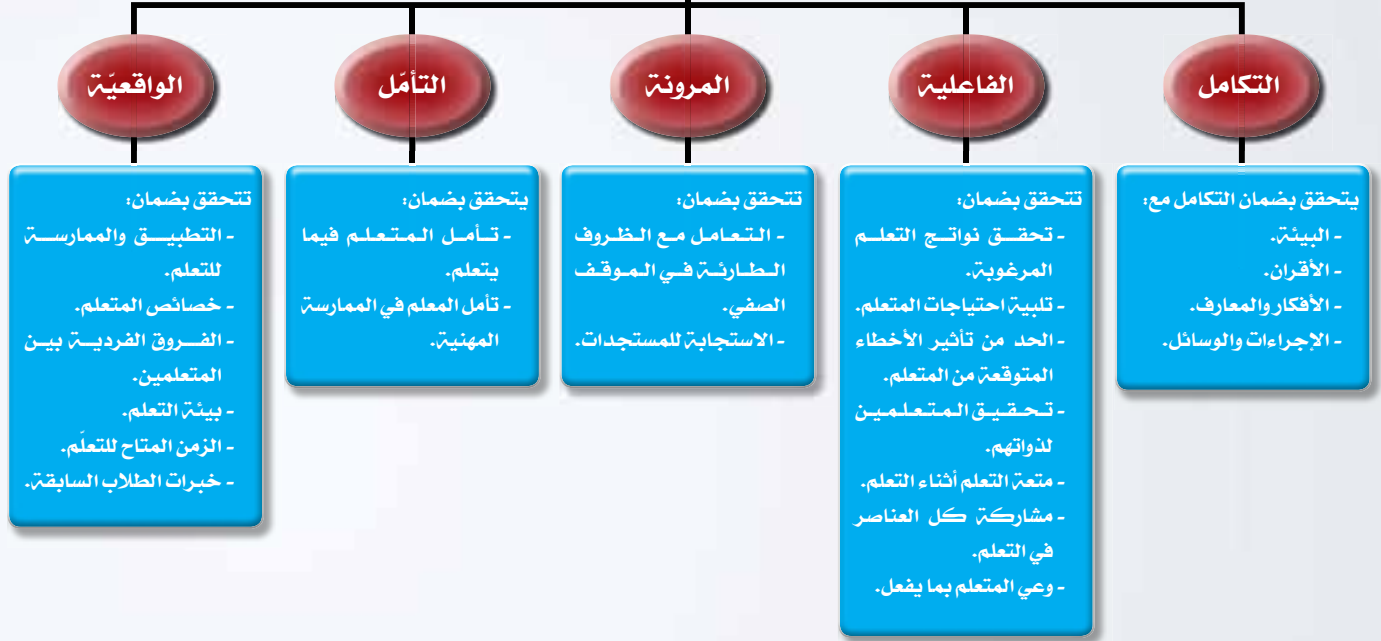 التكامل
يتحقق بضمان التكامل مع:
- البيئة.
- الأقران.
- الأفكار والمعارف.
- الإجراءات والوسائل.
الفاعلية
تتحقق بضمان:
- تحقق نواتج التعلم
المرغوبة.
- تلبية احتياجات المتعلم.
- الحد من تأثير الأخطاء
المتوقعة من المتعلم.
- تحقيق المتعلمين
لذواتهم.
- متعة التعلم أثناء التعلم.
- مشاركة كل العناصر
في التعلم.
- وعي المتعلم بما يفعل.
المرونة
تتحقق بضمان:
- التعامل مع الظروف
الطارئة في الموقف
الصفي.
- الاستجابة للمستجدات.
التأمّل
يتحقق بضمان:
- تأمل المتعلم فيما
يتعلم.
- تأمل المعلم في الممارسة
المهنية.
الواقعيّة
تتحقق بضمان:
- التطبيق والممارسة
للتعلم.
- خصائص المتعلم.
- الفروق الفردية بين
المتعلمين.
- بيئة التعلم.
- الزمن المتاح للتعلّم.
- خبرات الطلاب السابقة.